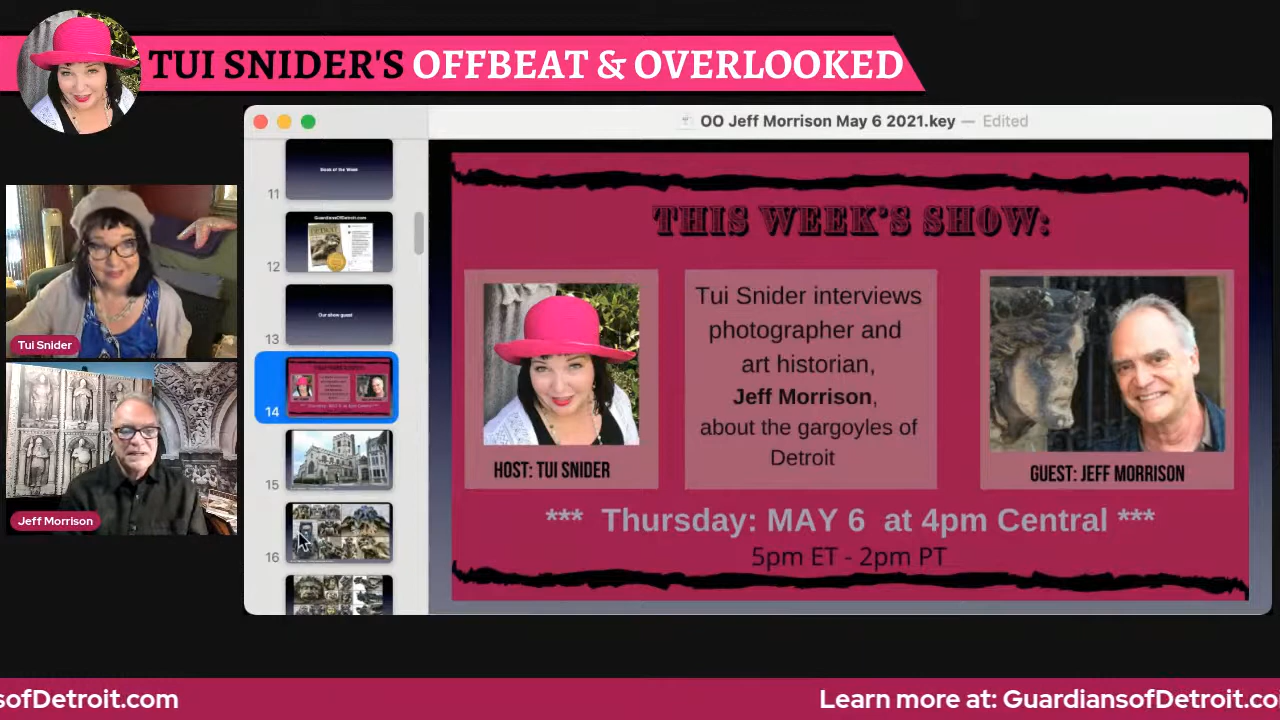 TUI SNIDER'S OFFBEAT & OVERLOOKED
OO Jeff Morrison May 6 2021.key — Edited
11
Book of the Week
12
GuardiansOfDetroit.com
13
Our show guest
14
15
16
THIS WEEK'S SHOW:
HOST: TUI SNIDER
Tui Snider interviews
photographer and
art historian,
Jeff Morrison,
about the gargoyles of
Detroit
GUEST: JEFF MORRISON
*** Thursday: MAY 6 at 4pm Central ***
5pm ET - 2pm PT
Tui Snider
Jeff Morrison
sofDetroit.com
Learn more at: GuardiansofDetroit.co